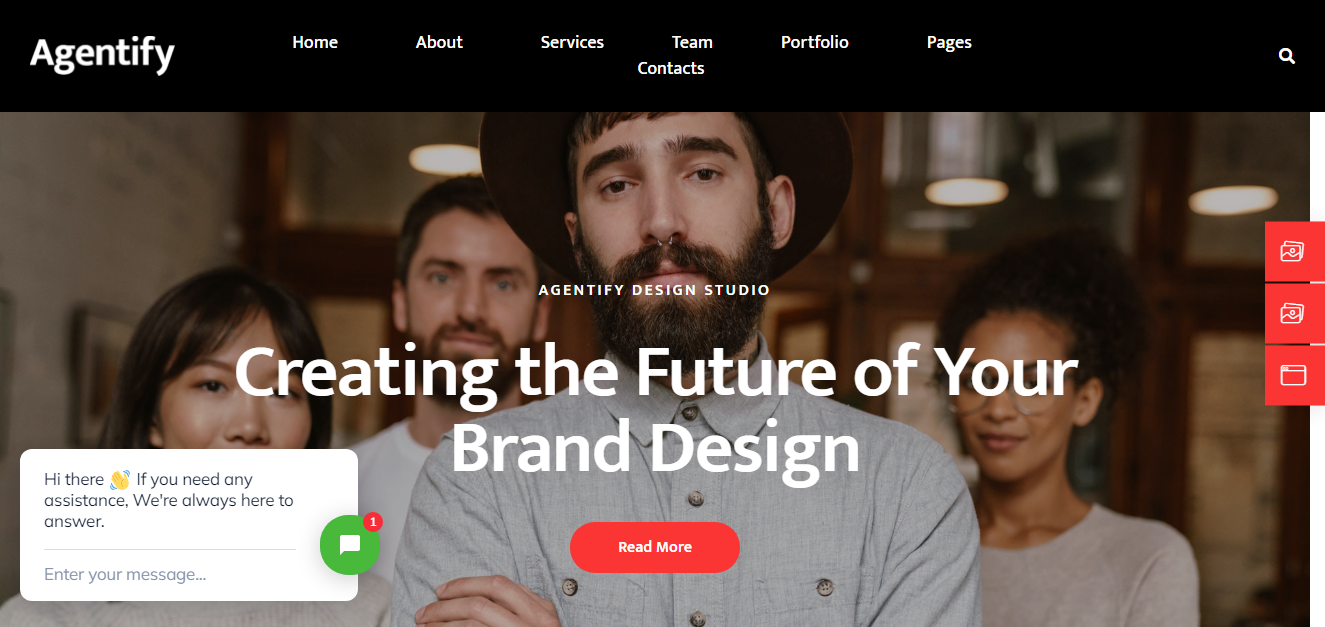 Agentify
Home About Services Team Portfolio Pages
Contacts
AGENTIFY DESIGN STUDIO
Creating the Future of Your
Brand Design
Read More
Hi there 👋 If you need any
assistance, We're always here to
answer.
1
Enter your message...